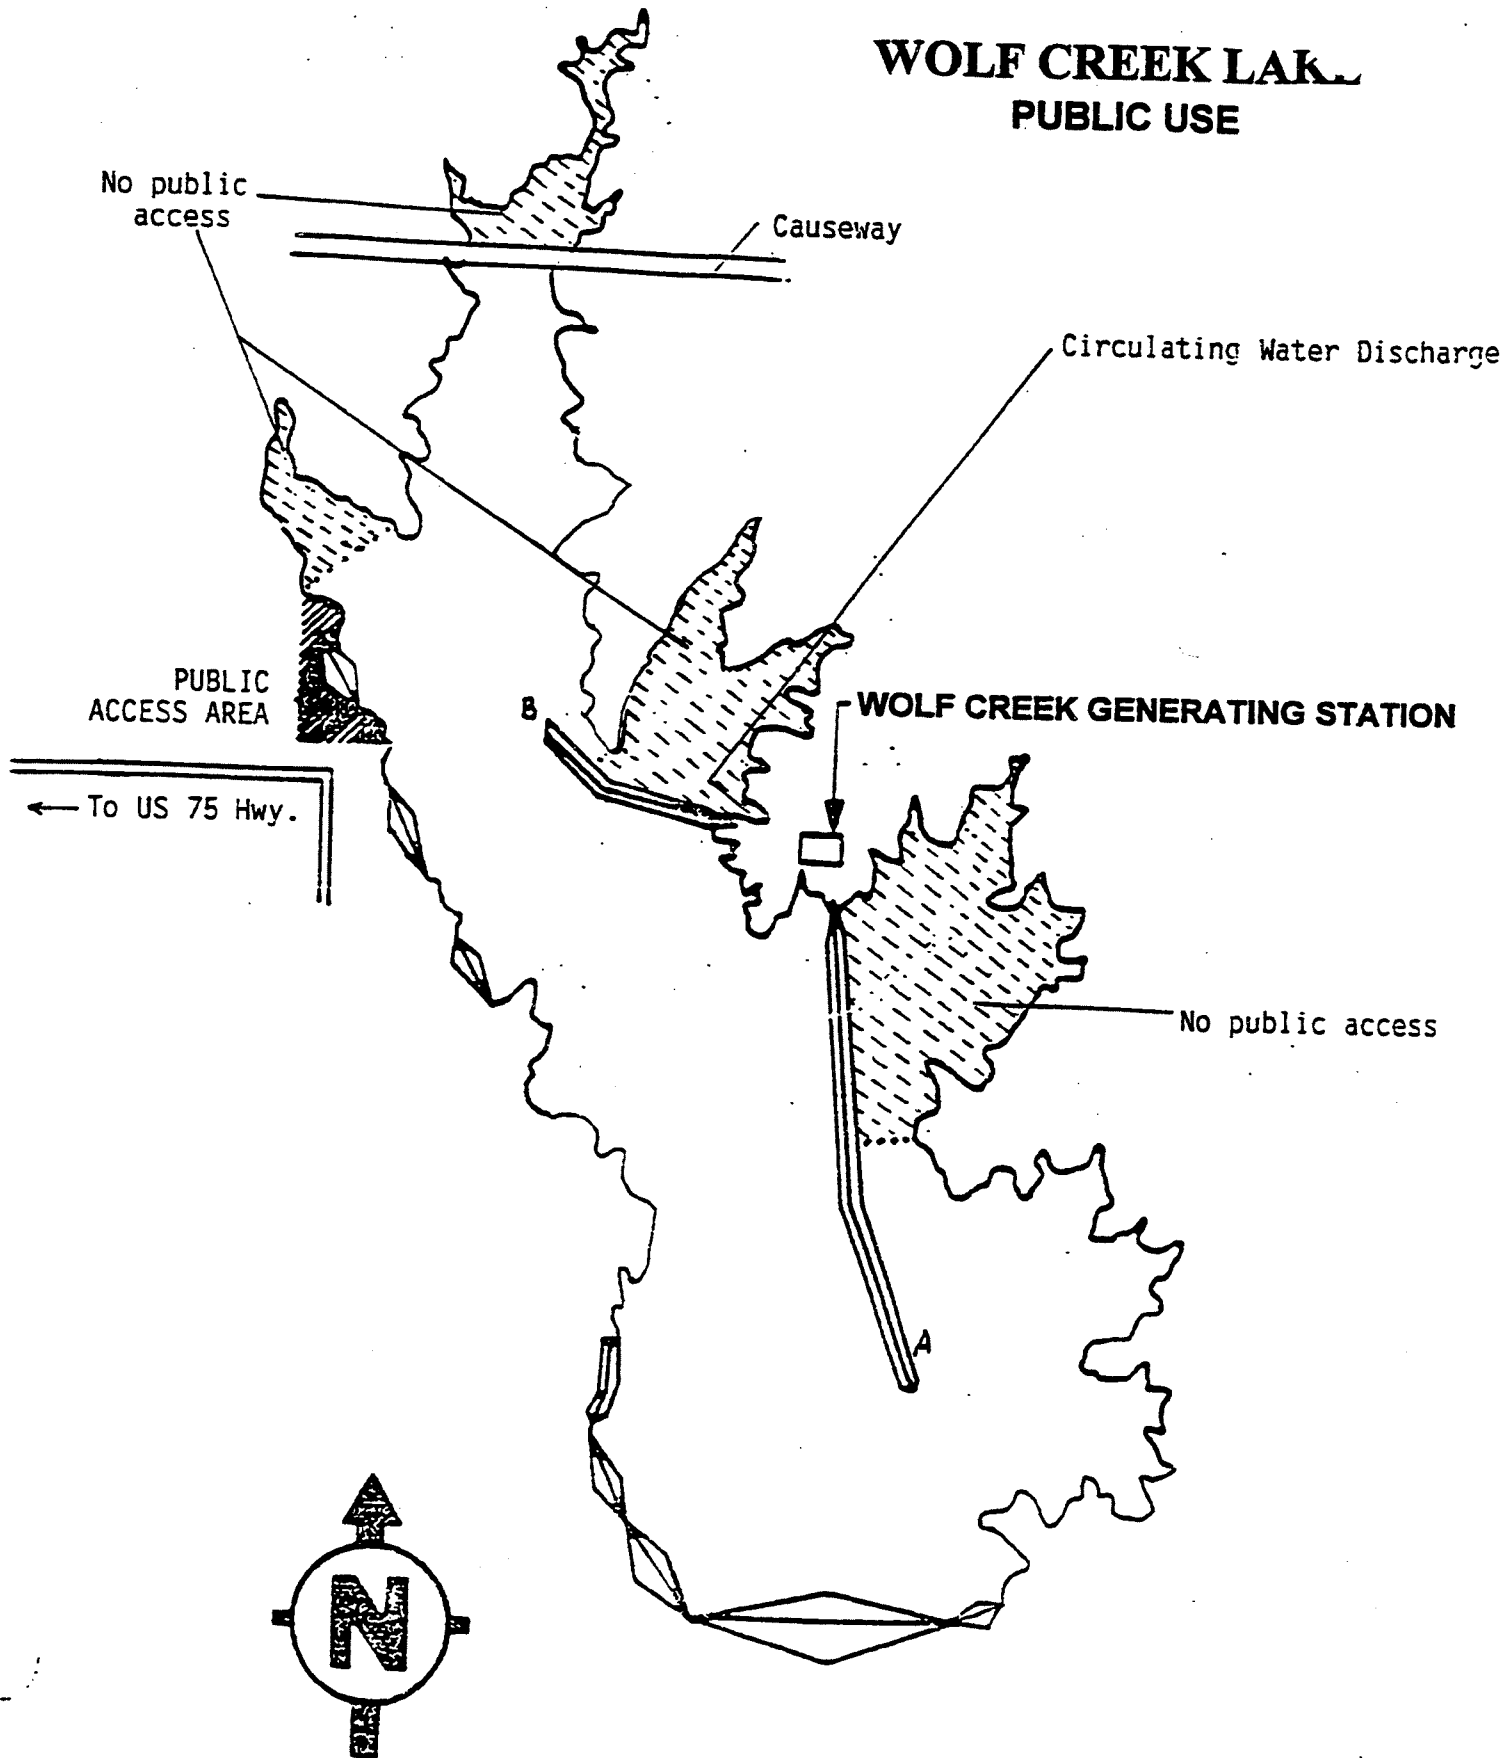 WOLF CREEK
PUBLIC USE
No public
access
Causeway
Circulating Water Discharge
PUBLIC
ACCESS AREA
B
WOLF CREEK GENERATING STATION
← To US 75 Hwy.
No public access
A
N